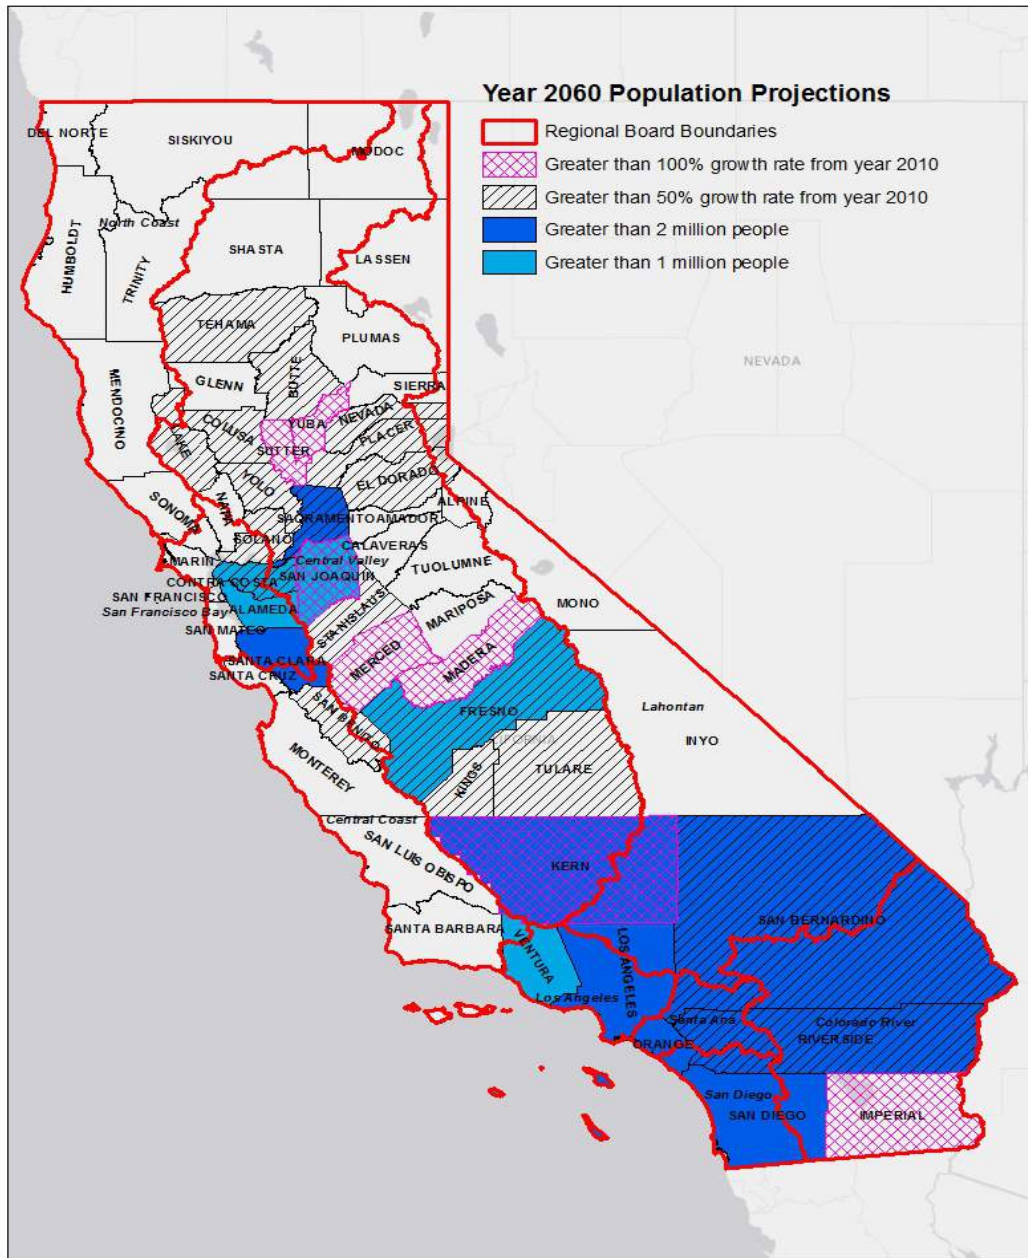 Year 2060 Population Projections
Regional Board Boundaries
Greater than 100% growth rate from year 2010
Greater than 50% growth rate from year 2010
Greater than 2 million people
Greater than 1 million people
DEL NORTE
SISKIYOU
MODOC
HUMBOLDT
North Coast
TRINITY
SHASTA
LASSEN
TEHAMA
PLUMAS
NEVADA
MENDOCINO
GLENN
BUTTE
SIERRA
COLUSA
YUBA
NEVADA
LAKE
SUTTER
PLACER
YOLO
EL DORADO
SONOMA
NAPA
SACRAMENTO
AMADOR
ALPINE
SOLANO
MARIN
CALAVERAS
Central Valley
CONTRA COSTA
SAN JOAQUIN
TUOLUMNE
SAN FRANCISCO
San Francisco Bay
ALAMEDA
STANISLAUS
MARIPOSA
MONO
SAN MATEO
SANTA CLARA
SANTA CRUZ
MERCED
MADERA
SAN BENITO
FRESNO
Lahontan
INYO
MONTEREY
KINGS
TULARE
Central Coast
SAN LUIS OBISPO
KERN
SAN BERNARDINO
SANTA BARBARA
VENTURA
LOS ANGELES
Los Angeles
Santa Ana
Colorado River
RIVERSIDE
ORANGE
San Diego
SAN DIEGO
IMPERIAL